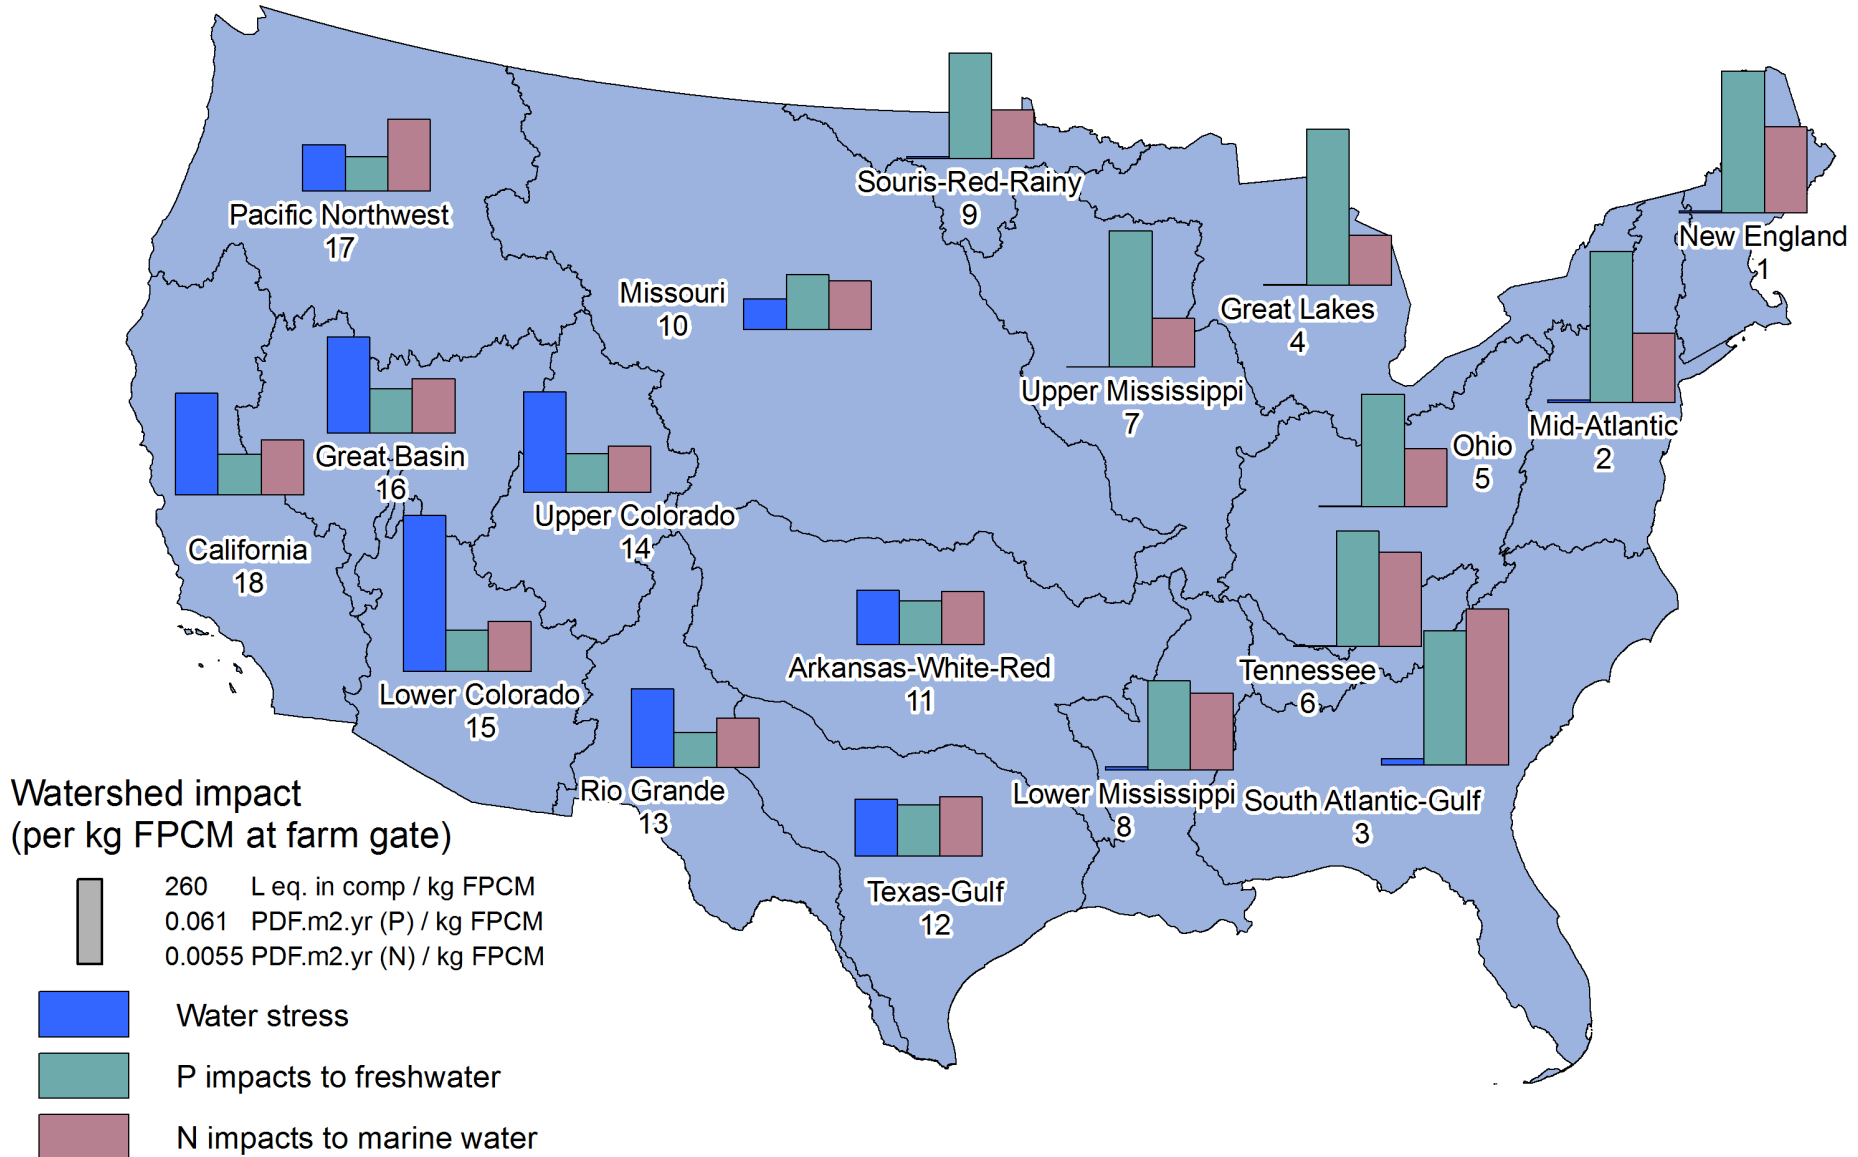 Souris-Red-Rainy
9
Pacific Northwest
17
New England
1
Missouri
10
Great Lakes
4
Upper Mississippi
7
Mid-Atlantic
2
Ohio
5
Great Basin
16
Upper Colorado
14
California
18
Arkansas-White-Red
11
Tennessee
6
Lower Colorado
15
Rio Grande
13
Lower Mississippi
8
South Atlantic-Gulf
3
Texas-Gulf
12
Watershed impact
(per kg FPCM at farm gate)
260 L eq. in comp / kg FPCM
0.061 PDF.m2.yr (P) / kg FPCM
0.0055 PDF.m2.yr (N) / kg FPCM
Water stress
P impacts to freshwater
N impacts to marine water